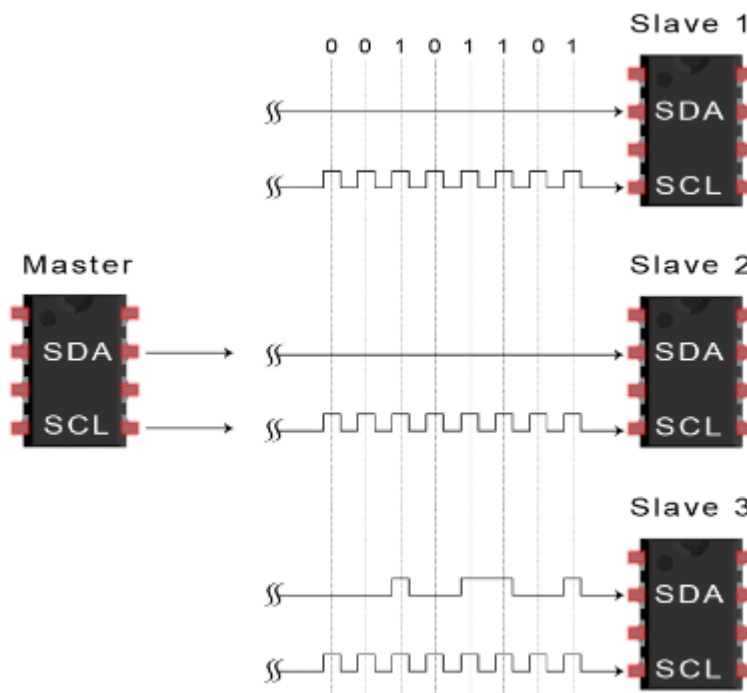 Slave 1
0 0 1 0 1 1 0 1
SDA
SCL
Master
SDA
SCL
Slave 2
SDA
SCL
Slave 3
SDA
SCL